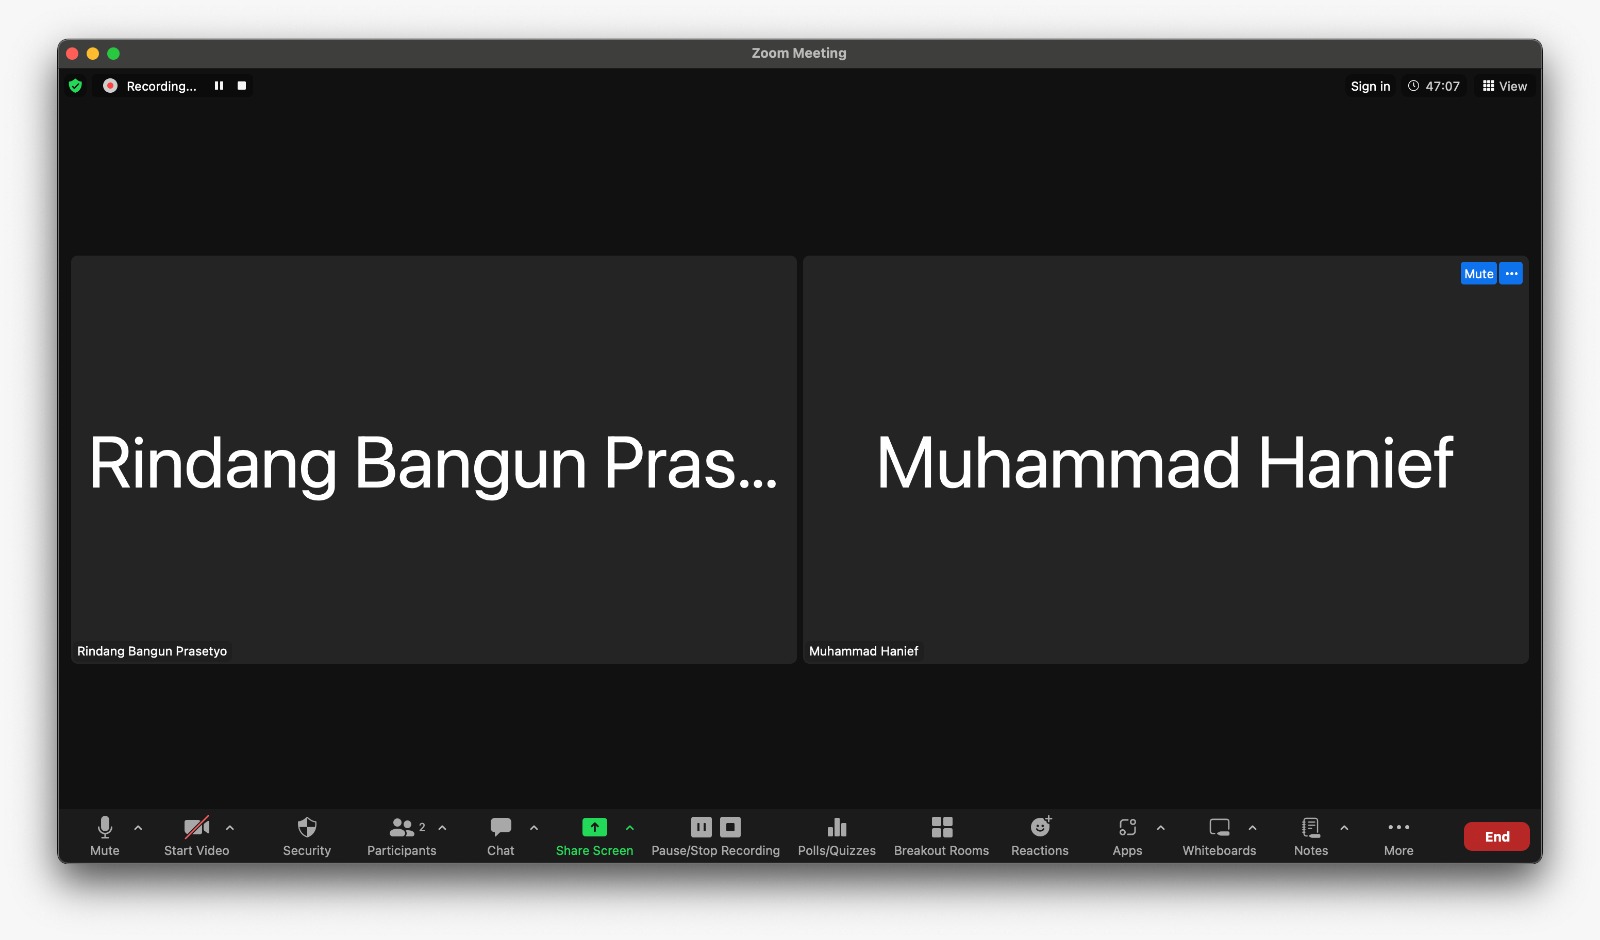 Zoom Meeting
Recording...
Sign in
47:07
View
Mute
Rindang Bangun Pras...
Muhammad Hanief
Rindang Bangun Prasetyo
Muhammad Hanief
2
Mute
Start Video
Security
Participants
Chat
Share Screen
Pause/Stop Recording
Polls/Quizzes
Breakout Rooms
Reactions
Apps
Whiteboards
Notes
More
End